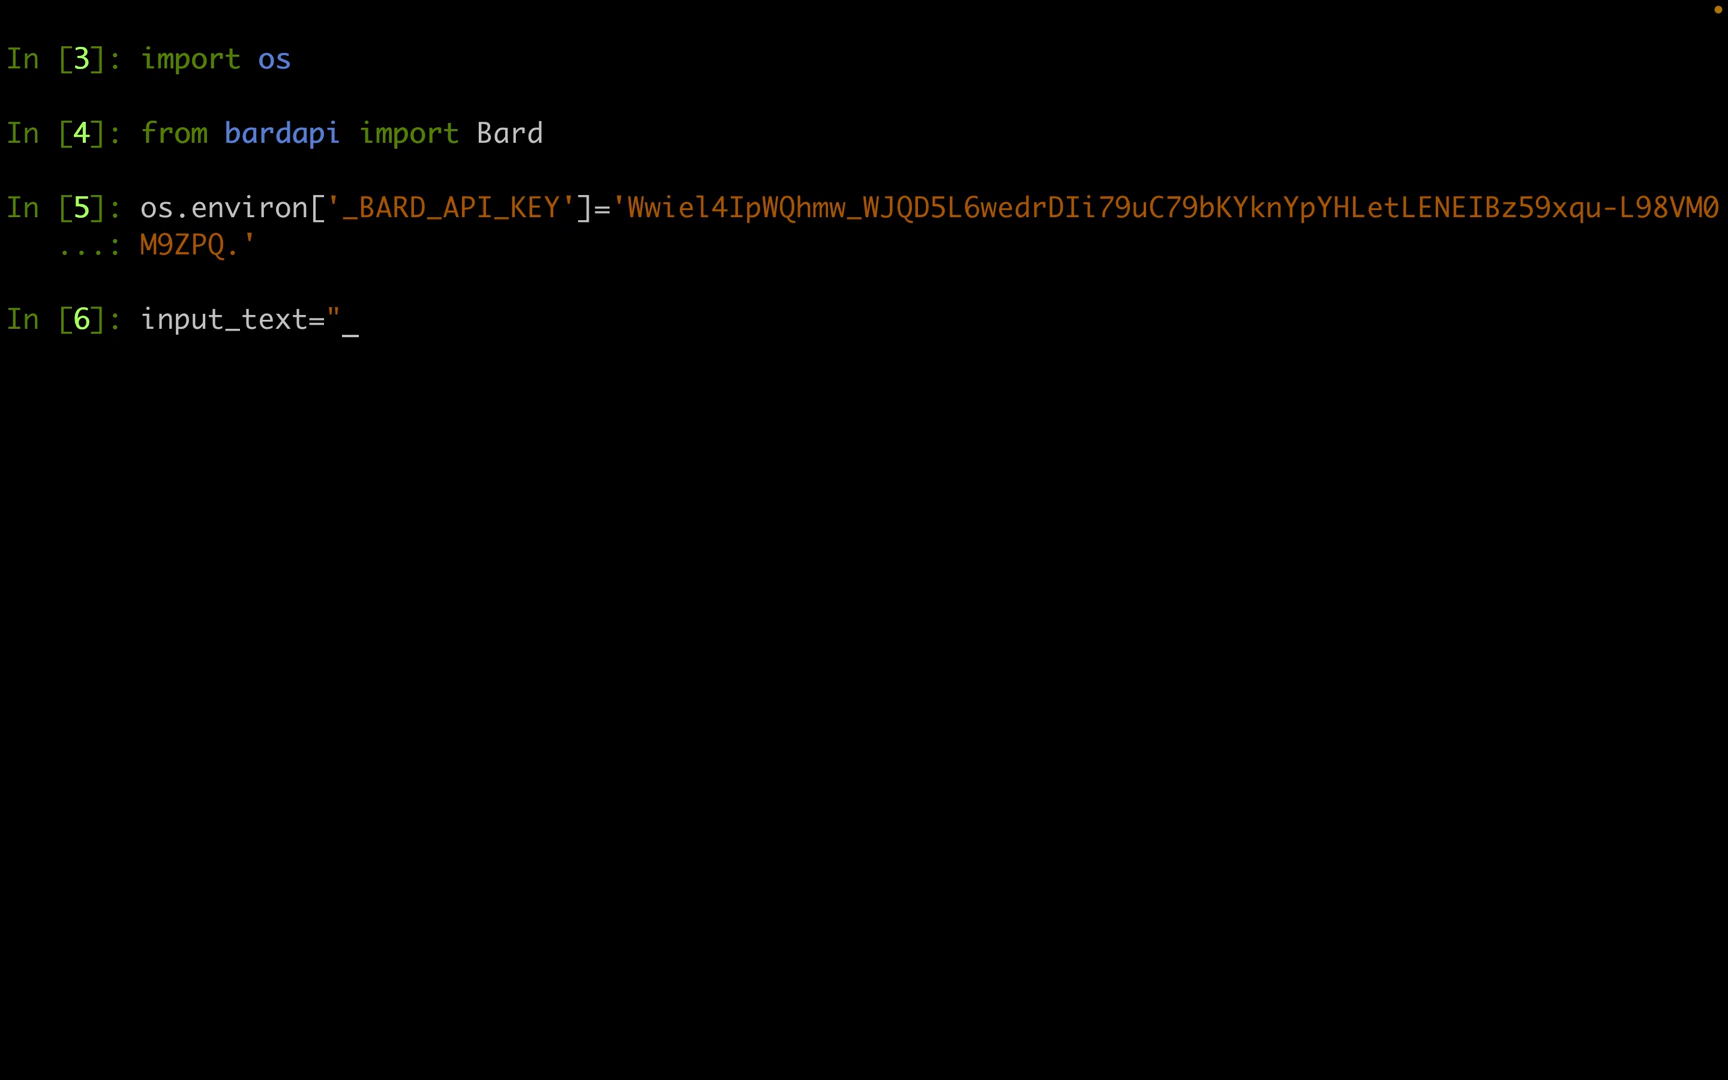 In [3]: import os
In [4]: from bardapi import Bard
In [5]: os.environ['_BARD_API_KEY']='Wwiel4IpWQhmw_WJQD5L6wedrDIi79uC79bKYknYpYHLetLENEIBz59xqu-L98VM0
...: M9ZPQ.'
In [6]: input_text="_